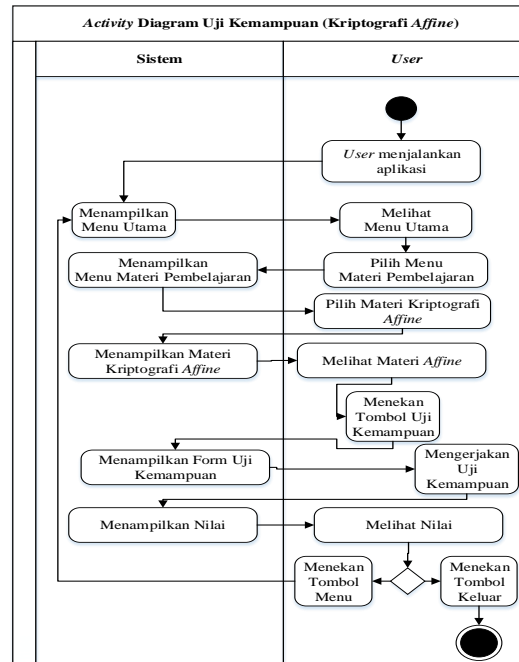 Activity Diagram Uji Kemampuan (Kriptografi Affine)
Sistem
User
User menjalankan
aplikasi
Menampilkan
Menu Utama
Melihat
Menu Utama
Pilih Menu
Materi Pembelajaran
Menampilkan
Menu Materi Pembelajaran
Pilih Materi Kriptografi
Affine
Menampilkan Materi
Kriptografi Affine
Melihat Materi Affine
Menekan
Tombol Uji
Kemampuan
Menampilkan Form Uji
Kemampuan
Mengerjakan
Uji
Kemampuan
Menampilkan Nilai
Melihat Nilai
Menekan
Tombol
Menu
Menekan
Tombol
Keluar